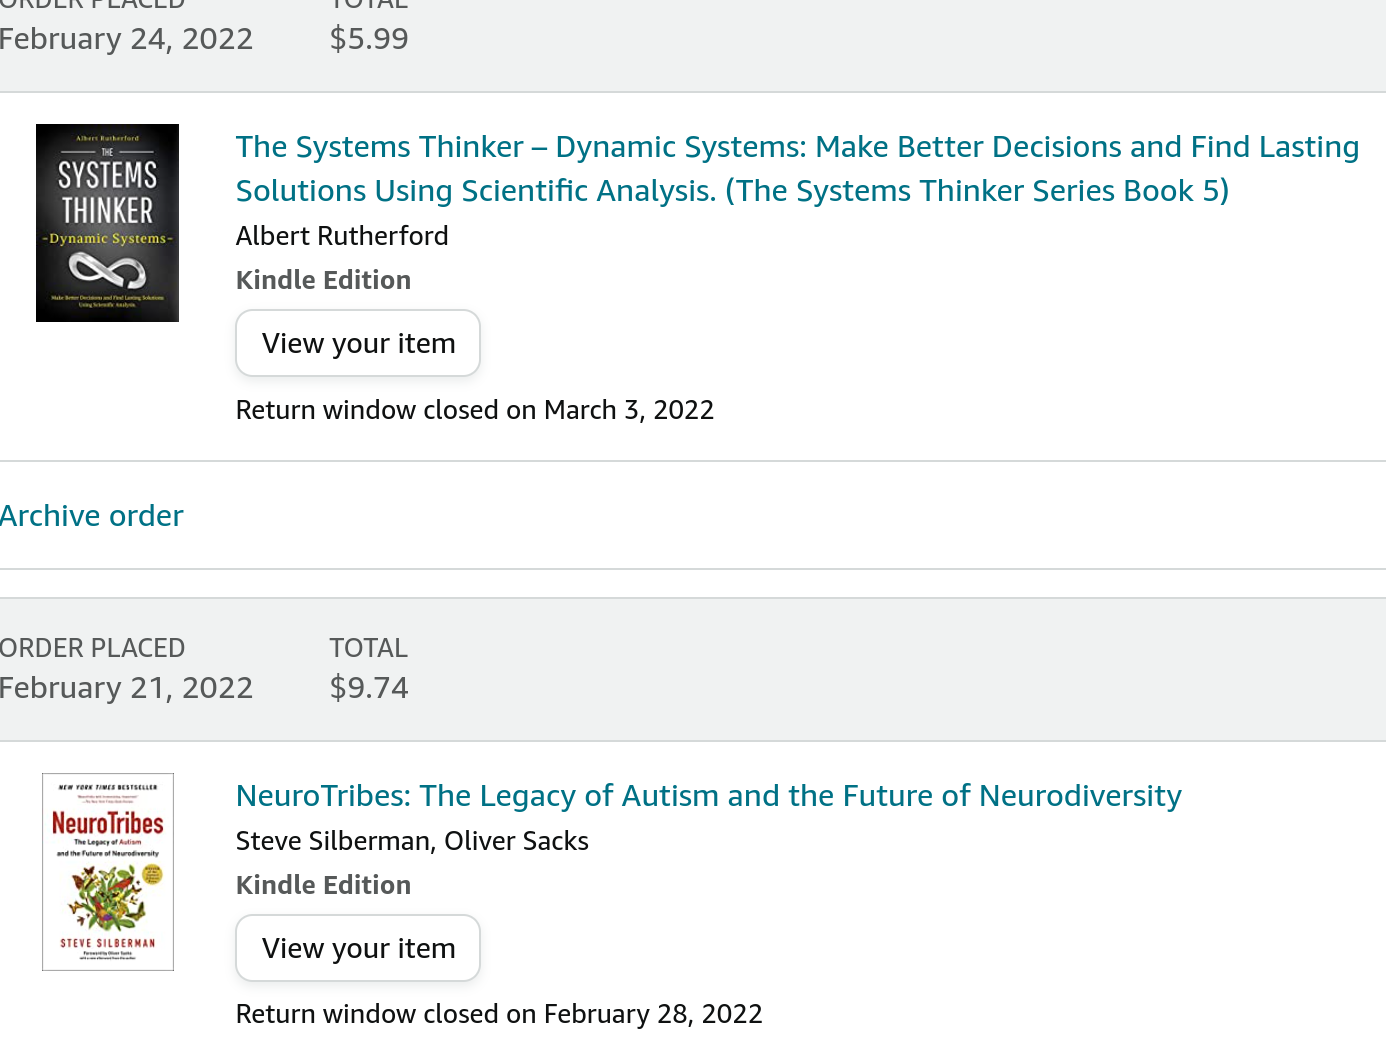 ORDER PLACED TOTAL
February 24, 2022 $5.99
Albert Rutherford
THE
SYSTEMS
THINKER
-Dynamic Systems-
Make Better Decisions and Find Lasting Solutions
Using Scientific Analysis.
The Systems Thinker – Dynamic Systems: Make Better Decisions and Find Lasting
Solutions Using Scientific Analysis. (The Systems Thinker Series Book 5)
Albert Rutherford
Kindle Edition
View your item
Return window closed on March 3, 2022
Archive order
ORDER PLACED TOTAL
February 21, 2022 $9.74
NEW YORK TIMES BESTSELLER
NeuroTribes
The Legacy of Autism
and the Future of Neurodiversity
STEVE SILBERMAN
Foreword by Oliver Sacks
NeuroTribes: The Legacy of Autism and the Future of Neurodiversity
Steve Silberman, Oliver Sacks
Kindle Edition
View your item
Return window closed on February 28, 2022